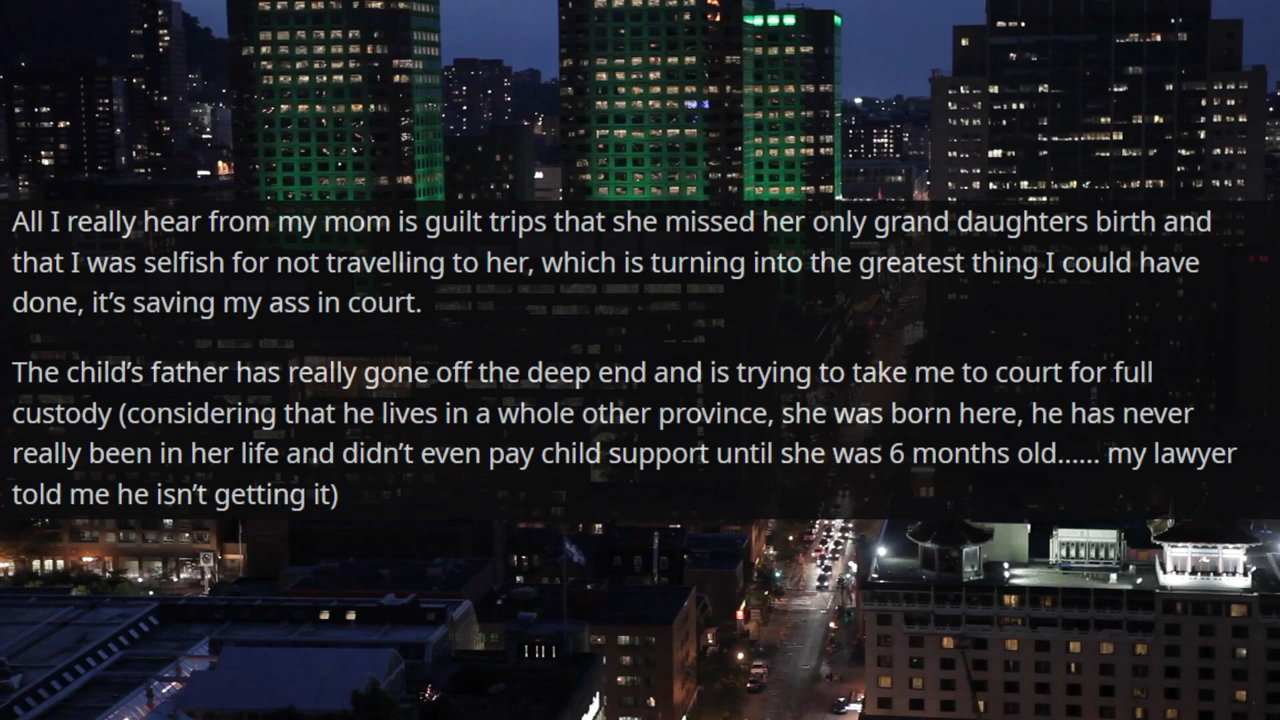 All I really hear from my mom is guilt trips that she missed her only grand daughters birth and
that I was selfish for not travelling to her, which is turning into the greatest thing I could have
done, it’s saving my ass in court.
The child’s father has really gone off the deep end and is trying to take me to court for full
custody (considering that he lives in a whole other province, she was born here, he has never
really been in her life and didn’t even pay child support until she was 6 months old...... my lawyer
told me he isn’t getting it)